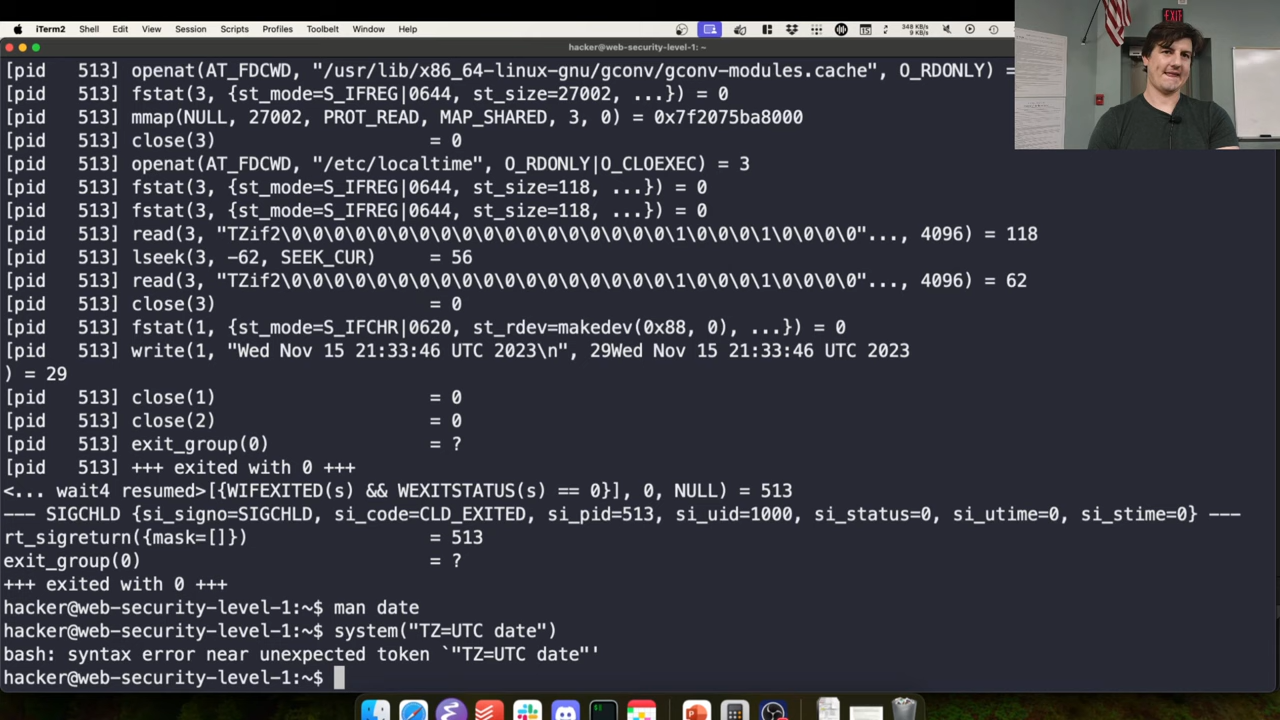 iTerm2 Shell Edit View Session Scripts Profiles Toolbelt Window Help 15 348 KB/s
9 KB/s
EXIT
hacker@web-security-level-1: ~
[pid   513] openat(AT_FDCWD, "/usr/lib/x86_64-linux-gnu/gconv/gconv-modules.cache", O_RDONLY) =
[pid   513] fstat(3, {st_mode=S_IFREG|0644, st_size=27002, ...}) = 0
[pid   513] mmap(NULL, 27002, PROT_READ, MAP_SHARED, 3, 0) = 0x7f2075ba8000
[pid   513] close(3)                    = 0
[pid   513] openat(AT_FDCWD, "/etc/localtime", O_RDONLY|O_CLOEXEC) = 3
[pid   513] fstat(3, {st_mode=S_IFREG|0644, st_size=118, ...}) = 0
[pid   513] fstat(3, {st_mode=S_IFREG|0644, st_size=118, ...}) = 0
[pid   513] read(3, "TZif2\0\0\0\0\0\0\0\0\0\0\0\0\0\0\0\0\0\0\1\0\0\0\1\0\0\0\0"..., 4096) = 118
[pid   513] lseek(3, -62, SEEK_CUR)     = 56
[pid   513] read(3, "TZif2\0\0\0\0\0\0\0\0\0\0\0\0\0\0\0\0\0\0\1\0\0\0\1\0\0\0\0"..., 4096) = 62
[pid   513] close(3)                    = 0
[pid   513] fstat(1, {st_mode=S_IFCHR|0620, st_rdev=makedev(0x88, 0), ...}) = 0
[pid   513] write(1, "Wed Nov 15 21:33:46 UTC 2023\n", 29Wed Nov 15 21:33:46 UTC 2023
) = 29
[pid   513] close(1)                    = 0
[pid   513] close(2)                    = 0
[pid   513] exit_group(0)               = ?
[pid   513] +++ exited with 0 +++
<... wait4 resumed>[{WIFEXITED(s) && WEXITSTATUS(s) == 0}], 0, NULL) = 513
--- SIGCHLD {si_signo=SIGCHLD, si_code=CLD_EXITED, si_pid=513, si_uid=1000, si_status=0, si_utime=0, si_stime=0} ---
rt_sigreturn({mask=[]})                 = 513
exit_group(0)                           = ?
+++ exited with 0 +++
hacker@web-security-level-1:~$ man date
hacker@web-security-level-1:~$ system("TZ=UTC date")
bash: syntax error near unexpected token `"TZ=UTC date"'
hacker@web-security-level-1:~$